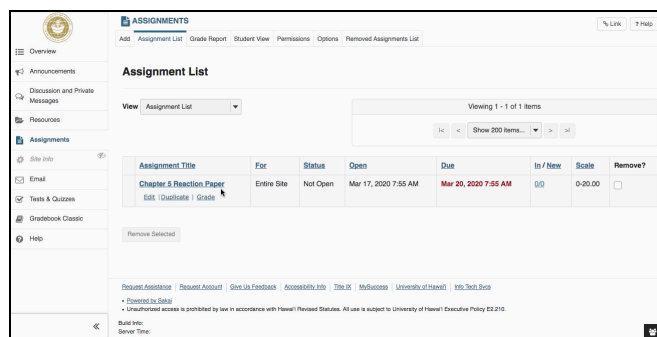 ASSIGNMENTS
Link
? Help
Add Assignment List Grade Report Student View Permissions Options Removed Assignments List
Overview
Announcements
Discussion and Private
Messages
Resources
Assignments
Site Info
Email
Tests & Quizzes
Gradebook Classic
Help
Assignment List
View Assignment List
Viewing 1 - 1 of 1 items
|< < Show 200 items... > >|
Assignment Title For Status Open Due In / New Scale Remove?
Chapter 5 Reaction Paper Entire Site Not Open Mar 17, 2020 7:55 AM Mar 20, 2020 7:55 AM 0/0 0-20.00
Edit | Duplicate | Grade
Remove Selected
Request Assistance | Request Account | Give Us Feedback | Accessibility Info | Title IX | MySuccess | University of Hawai'i | Info Tech Svcs
• Powered by Sakai
• Unauthorized access is prohibited by law in accordance with Hawai'i Revised Statutes. All use is subject to University of Hawai'i Executive Policy E2.210.
Build Info:
Server Time: